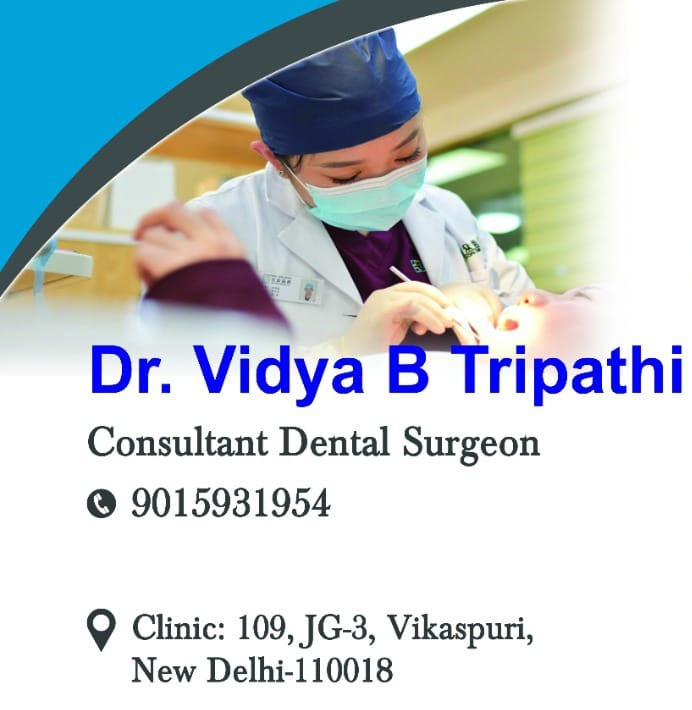 Dr. Vidya B Tripathi
Consultant Dental Surgeon
9015931954
Clinic: 109, JG-3, Vikaspuri,
New Delhi-110018